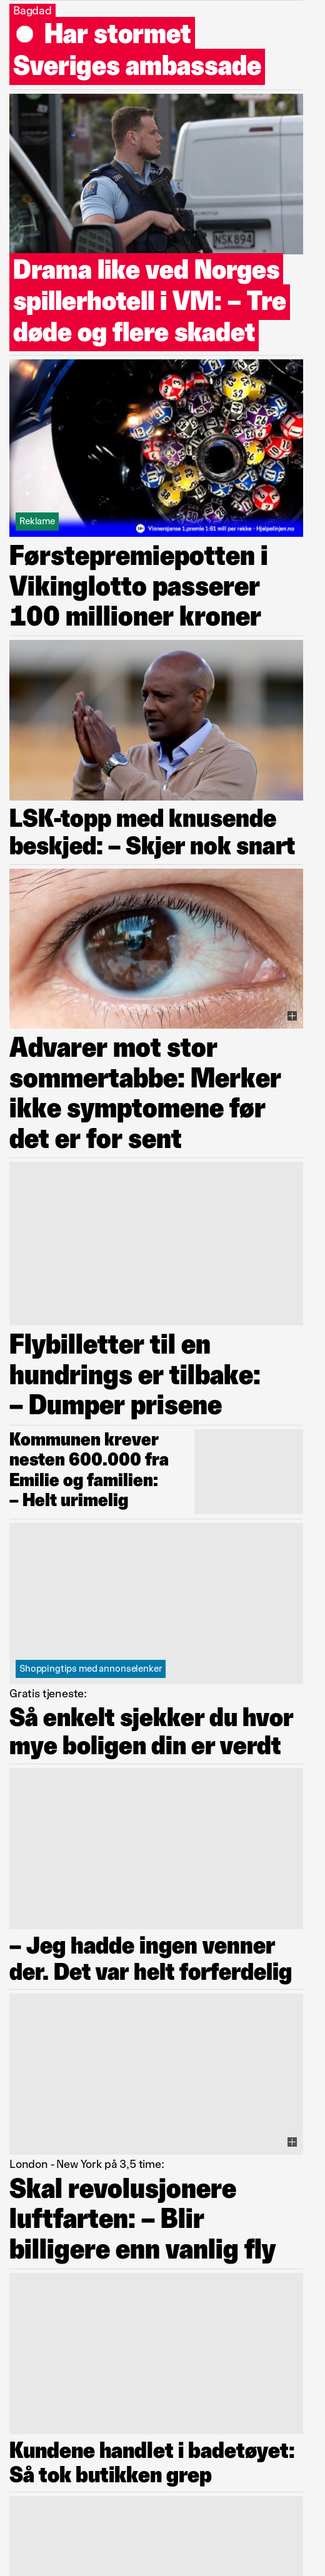 Bagdad
Har stormet
Sveriges ambassade
NSK894
Drama like ved Norges
spillerhotell i VM: – Tre
døde og flere skadet
Reklame
Vinnersjanse 1.premie 1:61 mill per rekke - Hjelpelinjen.no
Førstepremiepotten i
Vikinglotto passerer
100 millioner kroner
LSK-topp med knusende
beskjed: – Skjer nok snart
Advarer mot stor
sommertabbe: Merker
ikke symptomene før
det er for sent
Flybilletter til en
hundrings er tilbake:
– Dumper prisene
Kommunen krever
nesten 600.000 fra
Emilie og familien:
– Helt urimelig
Shoppingtips med annonselenker
Gratis tjeneste:
Så enkelt sjekker du hvor
mye boligen din er verdt
– Jeg hadde ingen venner
der. Det var helt forferdelig
London - New York på 3,5 time:
Skal revolusjonere
luftfarten: – Blir
billigere enn vanlig fly
Kundene handlet i badetøyet:
Så tok butikken grep